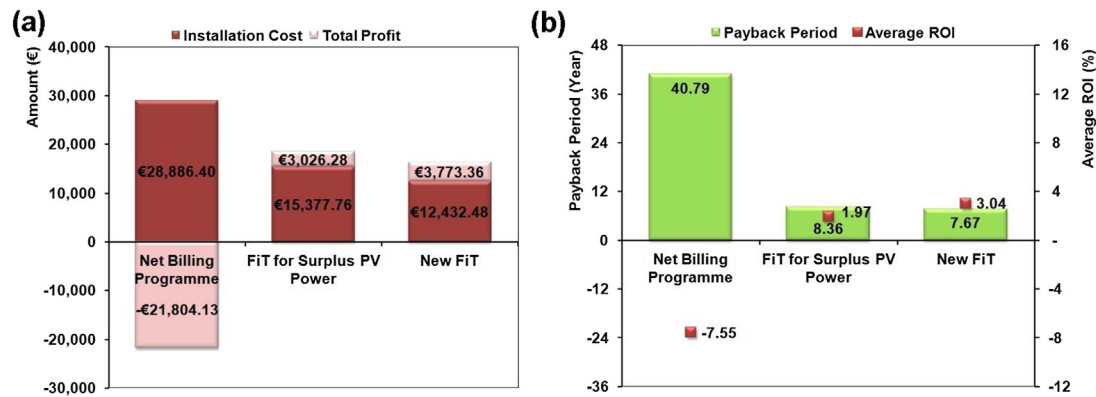 (a)
Installation Cost Total Profit
Amount (€)
40,000
30,000
20,000
10,000
0
-10,000
-20,000
-30,000
€28,886.40
-€21,804.13
€3,026.28
€15,377.76
€3,773.36
€12,432.48
Net Billing
Programme
FiT for Surplus PV
Power
New FiT
(b)
Payback Period Average ROI
Payback Period (Year)
48
36
24
12
0
-12
-24
-36
40.79
-7.55
1.97
8.36
3.04
7.67
Net Billing
Programme
FiT for Surplus PV
Power
New FiT
16
12
8
4
-
-4
-8
-12
Average ROI (%)